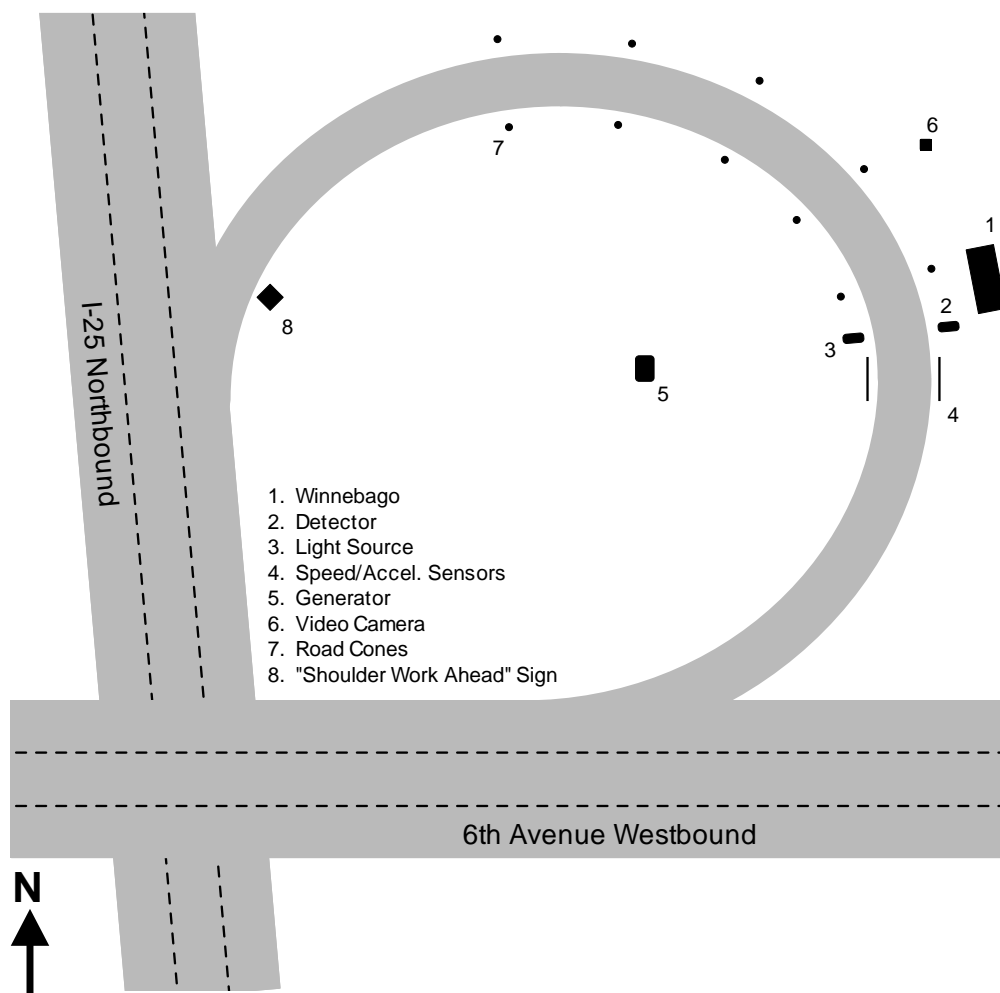 6
7
1
2
8
3
I-25 Northbound
5
4
1. Winnebago
2. Detector
3. Light Source
4. Speed/Accel. Sensors
5. Generator
6. Video Camera
7. Road Cones
8. "Shoulder Work Ahead" Sign
6th Avenue Westbound
N